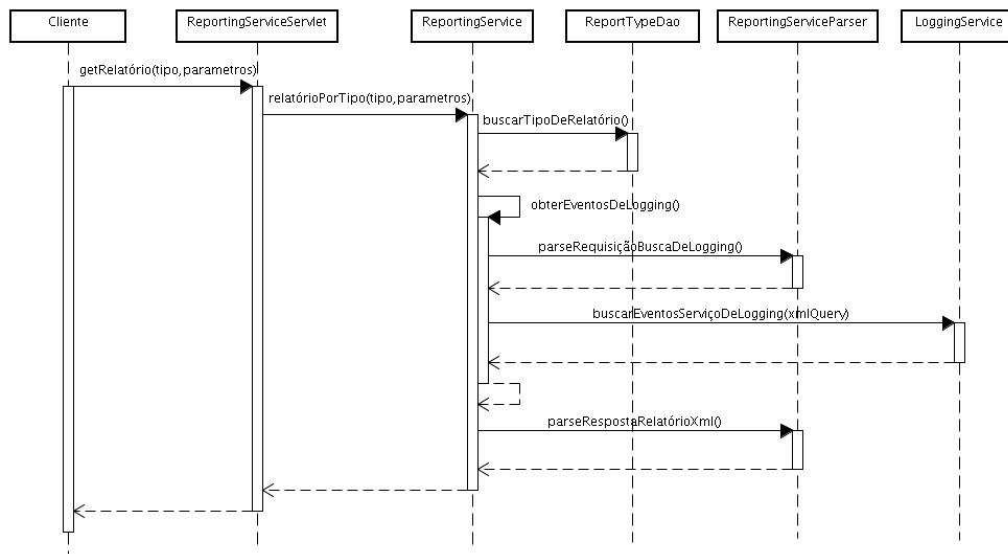 Cliente
ReportingServiceServlet
ReportingService
ReportTypeDao
ReportingServiceParser
LoggingService
getRelatório(tipo,parametros)
relatórioPorTipo(tipo,parametros)
buscarTipoDeRelatório()
obterEventosDeLogging()
parseRequisiçãoBuscaDeLogging()
buscarEventosServiçoDeLogging(xmlQuery)
parseRespostaRelatórioXml()